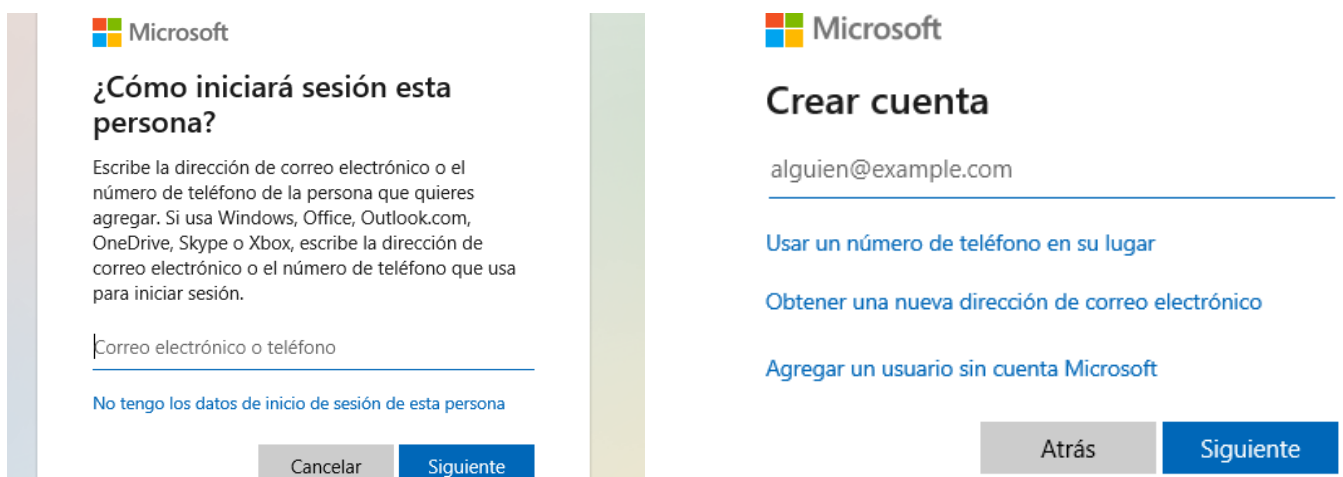 Microsoft
¿Cómo iniciará sesión esta
persona?
Escribe la dirección de correo electrónico o el
número de teléfono de la persona que quieres
agregar. Si usa Windows, Office, Outlook.com,
OneDrive, Skype o Xbox, escribe la dirección de
correo electrónico o el número de teléfono que usa
para iniciar sesión.
Correo electrónico o teléfono
No tengo los datos de inicio de sesión de esta persona
Cancelar
Siguiente
Microsoft
Crear cuenta
alguien@example.com
Usar un número de teléfono en su lugar
Obtener una nueva dirección de correo electrónico
Agregar un usuario sin cuenta Microsoft
Atrás
Siguiente